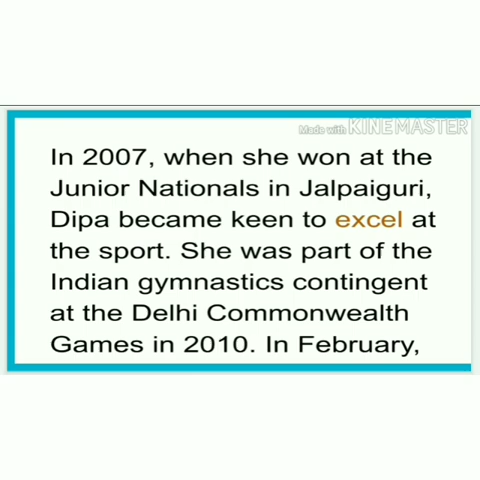 Made with KINEMASTER
In 2007, when she won at the
Junior Nationals in Jalpaiguri,
Dipa became keen to excel at
the sport. She was part of the
Indian gymnastics contingent
at the Delhi Commonwealth
Games in 2010. In February,